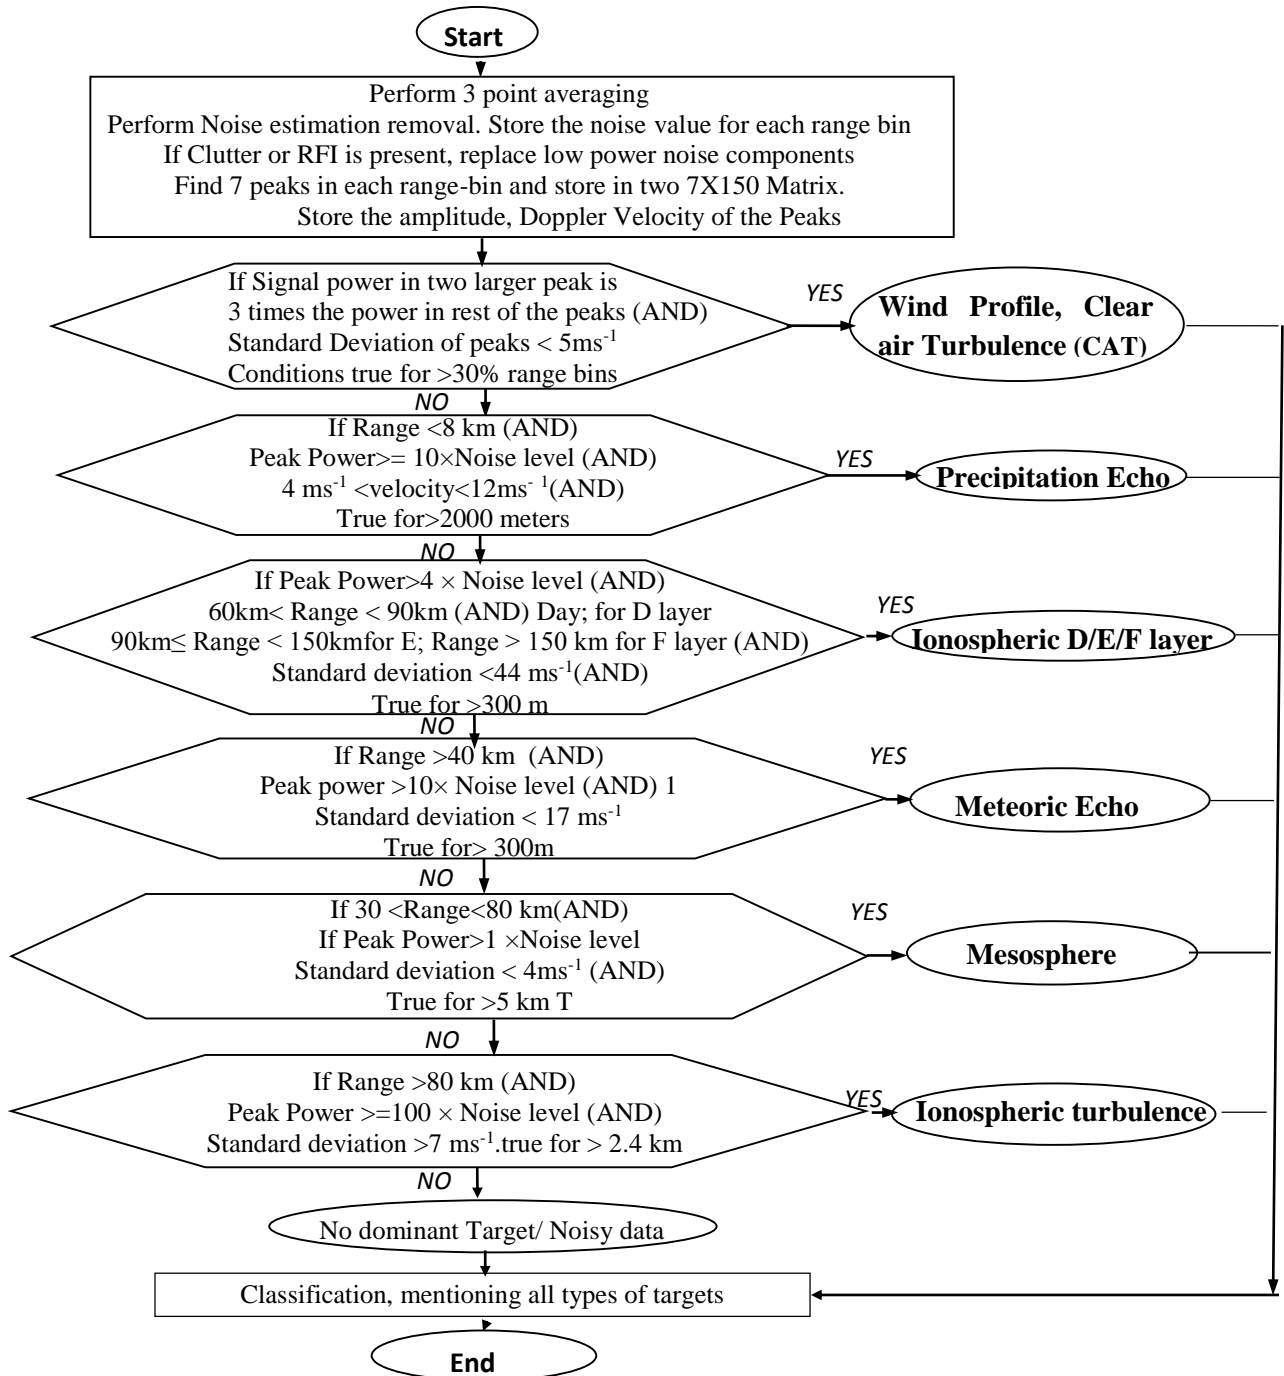 Start
Perform 3 point averaging
Perform Noise estimation removal. Store the noise value for each range bin
If Clutter or RFI is present, replace low power noise components
Find 7 peaks in each range-bin and store in two 7X150 Matrix.
Store the amplitude, Doppler Velocity of the Peaks
If Signal power in two larger peak is
3 times the power in rest of the peaks (AND)
Standard Deviation of peaks < 5ms⁻¹
Conditions true for >30% range bins
YES
Wind Profile, Clear
air Turbulence (CAT)
NO
If Range <8 km (AND)
Peak Power>= 10×Noise level (AND)
4 ms⁻¹ <velocity<12ms⁻ ¹(AND)
True for>2000 meters
YES
Precipitation Echo
NO
If Peak Power>4 × Noise level (AND)
60km< Range < 90km (AND) Day; for D layer
90km≤ Range < 150kmfor E; Range > 150 km for F layer (AND)
Standard deviation <44 ms⁻¹(AND)
True for >300 m
YES
Ionospheric D/E/F layer
NO
If Range >40 km (AND)
Peak power >10× Noise level (AND) 1
Standard deviation < 17 ms⁻¹
True for> 300m
YES
Meteoric Echo
NO
If 30 <Range<80 km(AND)
If Peak Power>1 ×Noise level
Standard deviation < 4ms⁻¹ (AND)
True for >5 km T
YES
Mesosphere
NO
If Range >80 km (AND)
Peak Power >=100 × Noise level (AND)
Standard deviation >7 ms⁻¹.true for > 2.4 km
YES
Ionospheric turbulence
NO
No dominant Target/ Noisy data
Classification, mentioning all types of targets
End